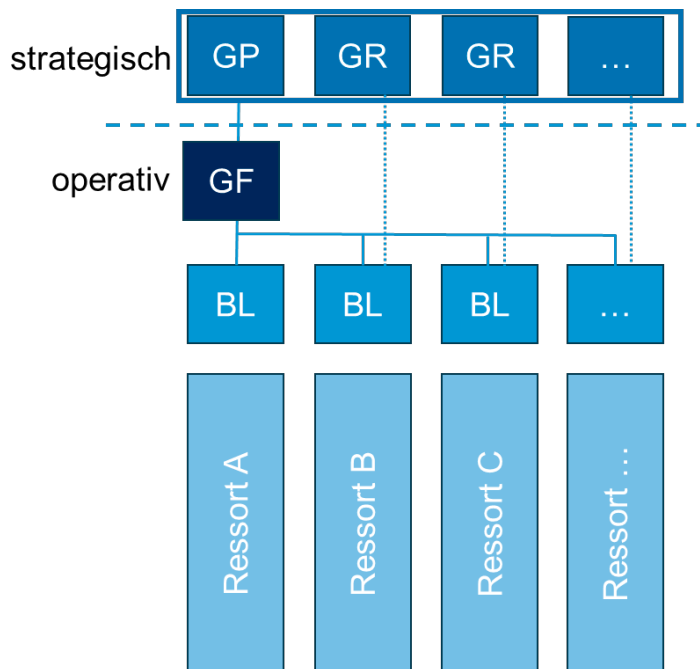 strategisch GP GR GR ...
operativ GF
BL BL BL ...
Ressort A
Ressort B
Ressort C
Ressort ...